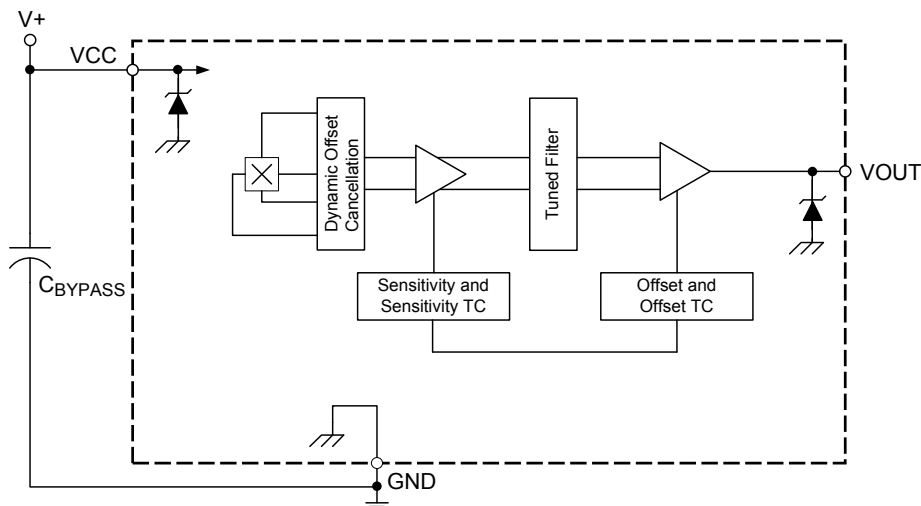 V+
VCC
Dynamic Offset
Cancellation
Tuned Filter
VOUT
CBYPASS
Sensitivity and
Sensitivity TC
Offset and
Offset TC
GND